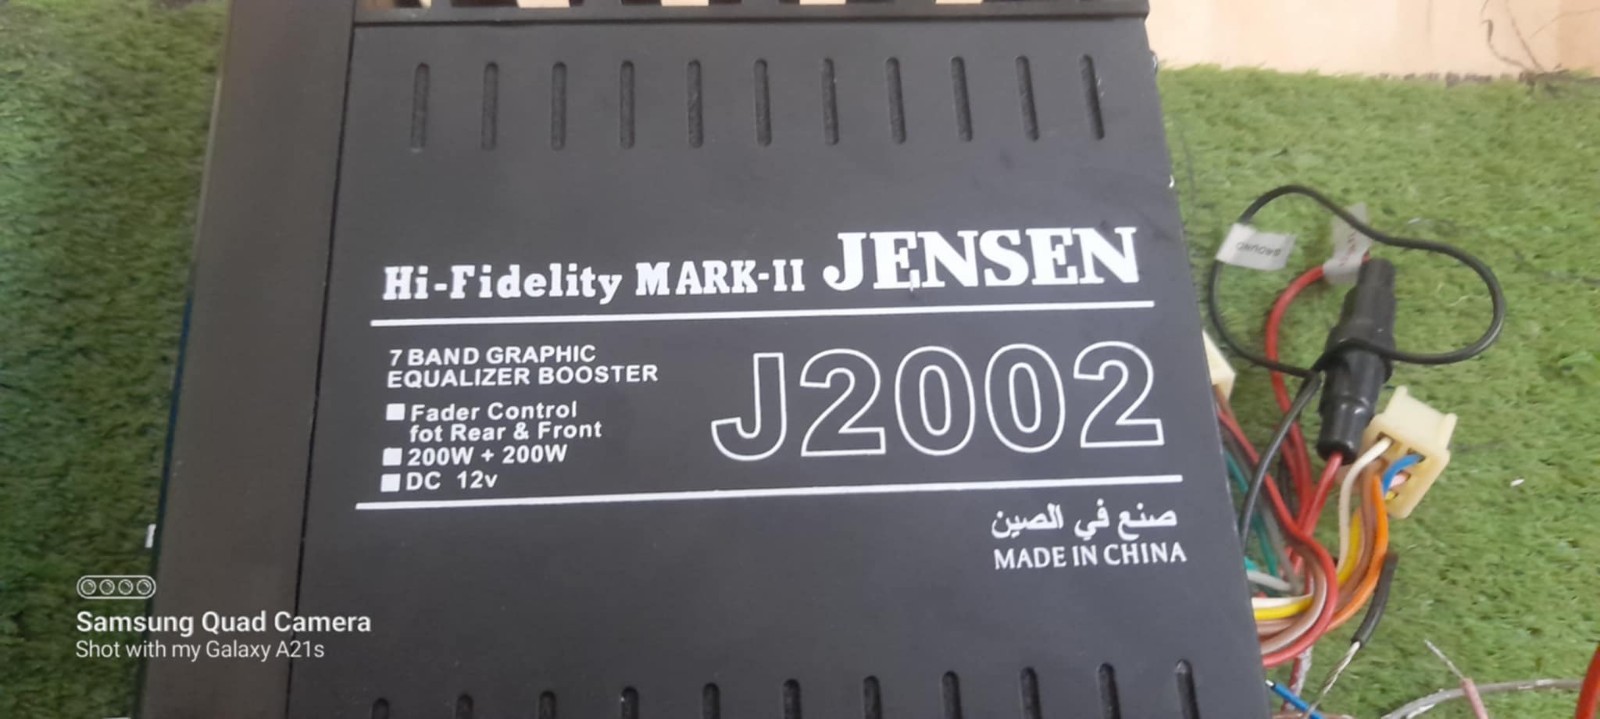 Hi-Fidelity MARK-II JENSEN
7 BAND GRAPHIC
EQUALIZER BOOSTER
Fader Control
fot Rear & Front
200W + 200W
DC 12v
J2002
صنع في الصين
MADE IN CHINA
GROUND
Samsung Quad Camera
Shot with my Galaxy A21s